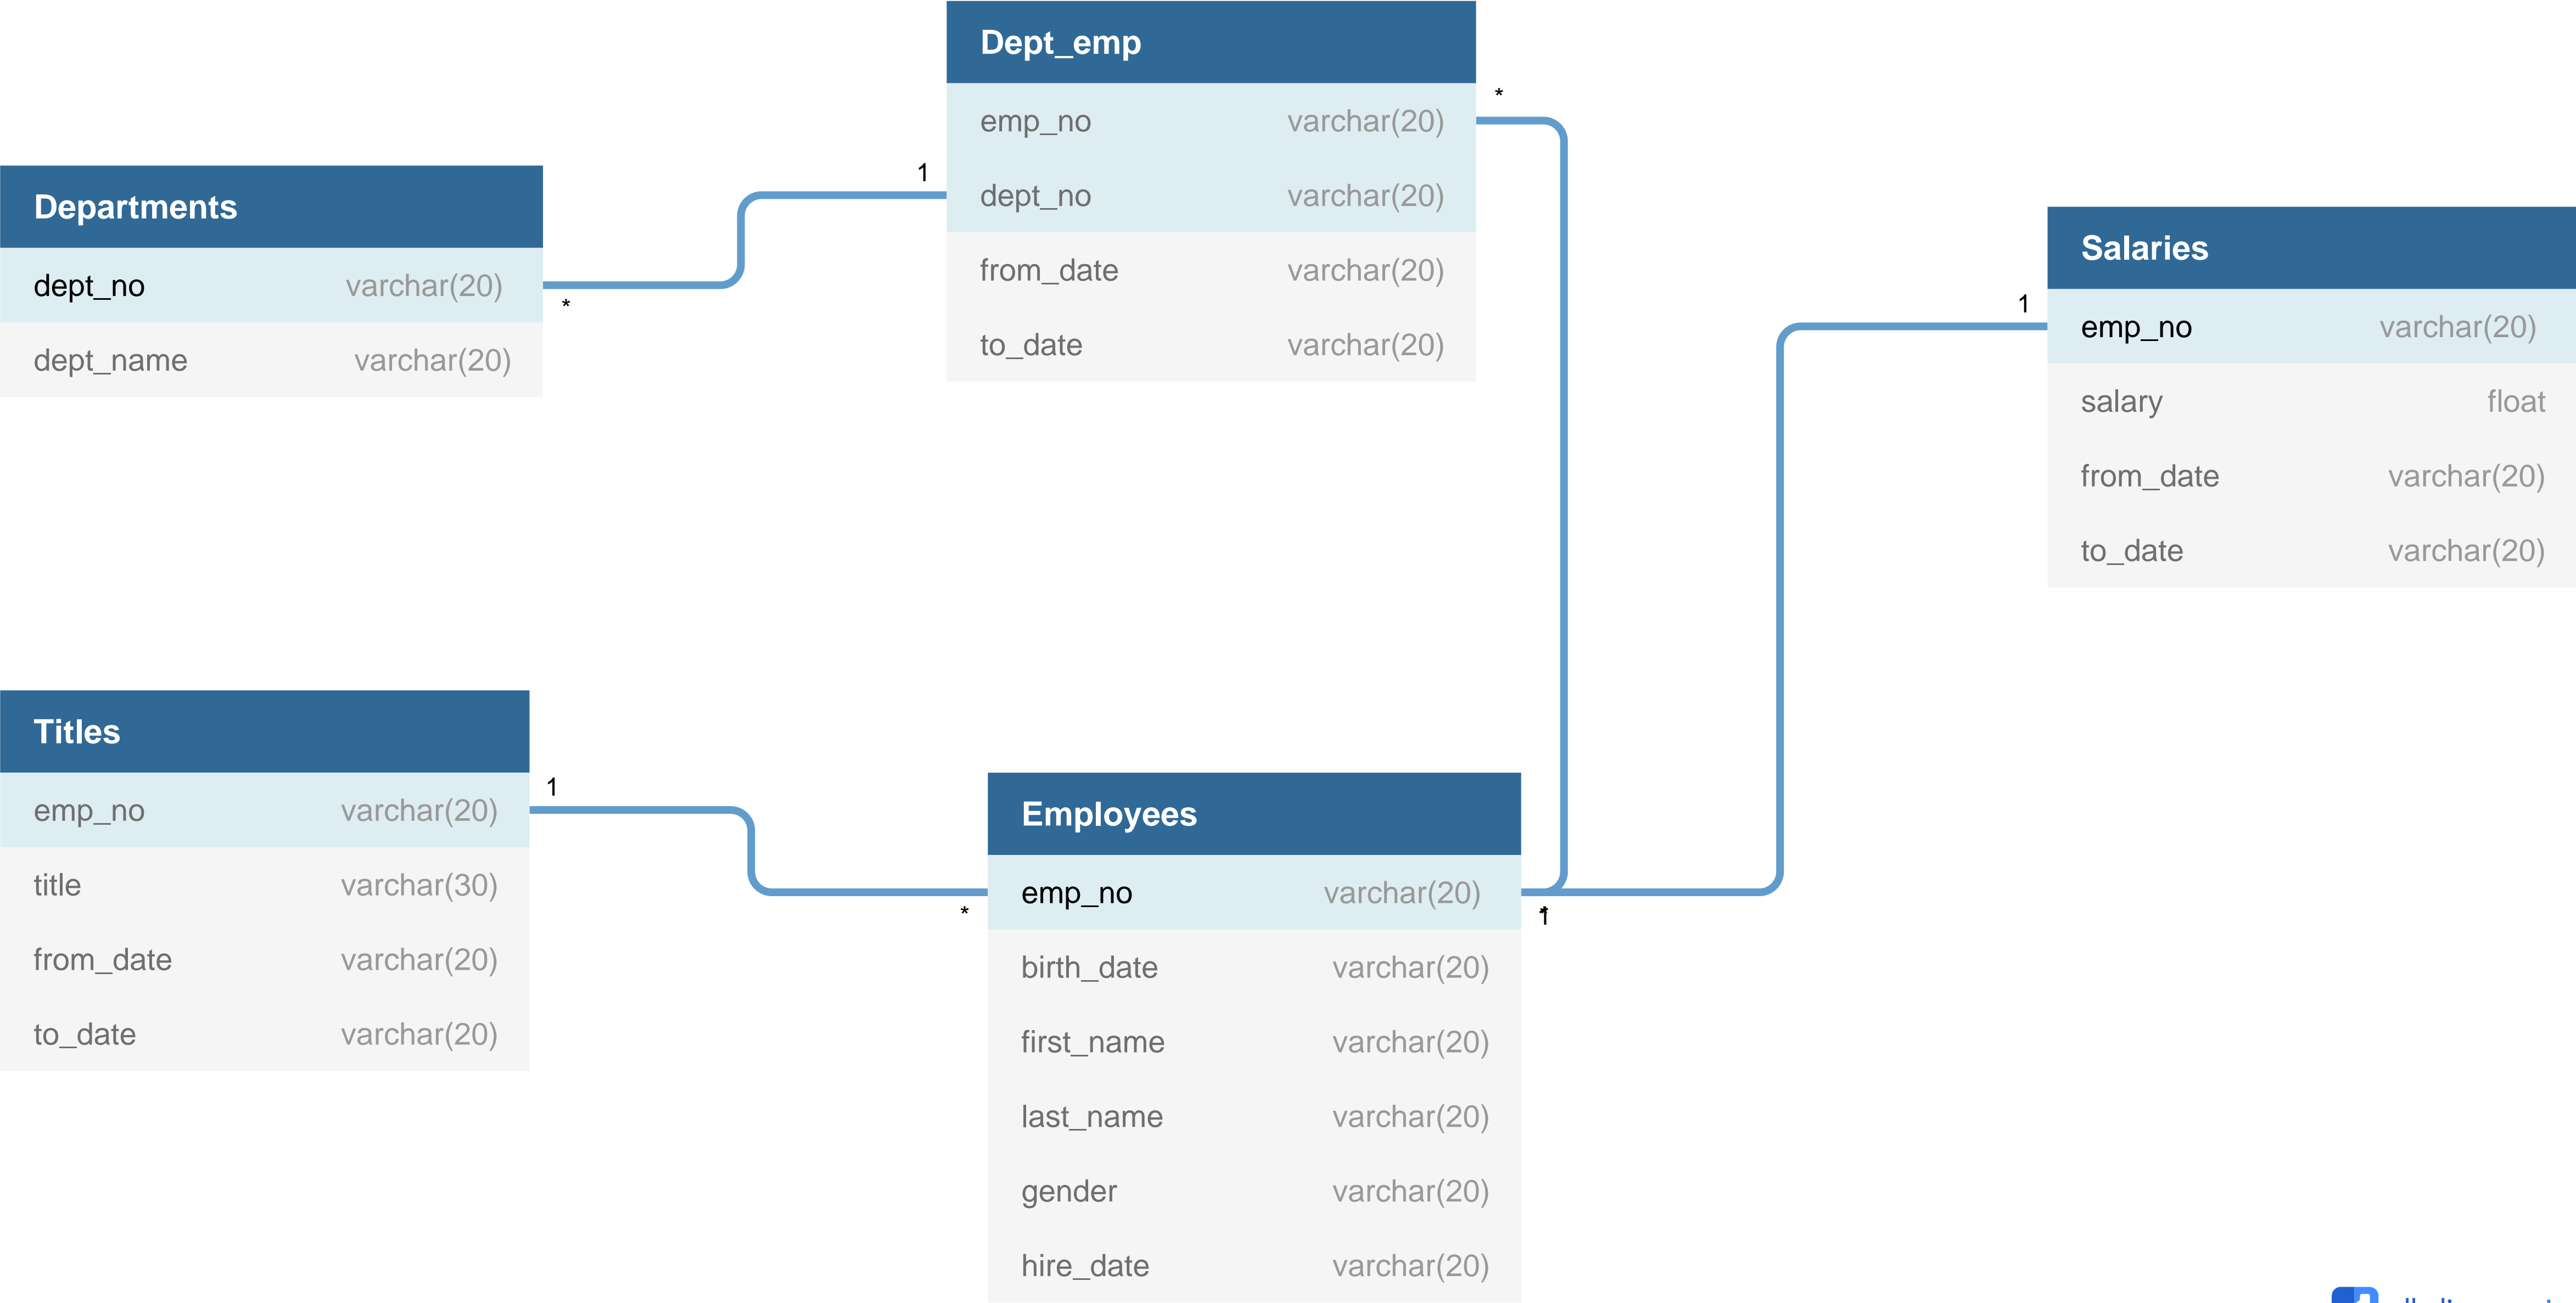 Dept_emp
emp_no varchar(20)
dept_no varchar(20)
from_date varchar(20)
to_date varchar(20)
*
1
Departments
dept_no varchar(20)
dept_name varchar(20)
*
Salaries
emp_no varchar(20)
salary float
from_date varchar(20)
to_date varchar(20)
1
Titles
emp_no varchar(20)
title varchar(30)
from_date varchar(20)
to_date varchar(20)
1
Employees
emp_no varchar(20)
birth_date varchar(20)
first_name varchar(20)
last_name varchar(20)
gender varchar(20)
hire_date varchar(20)
*
*
1